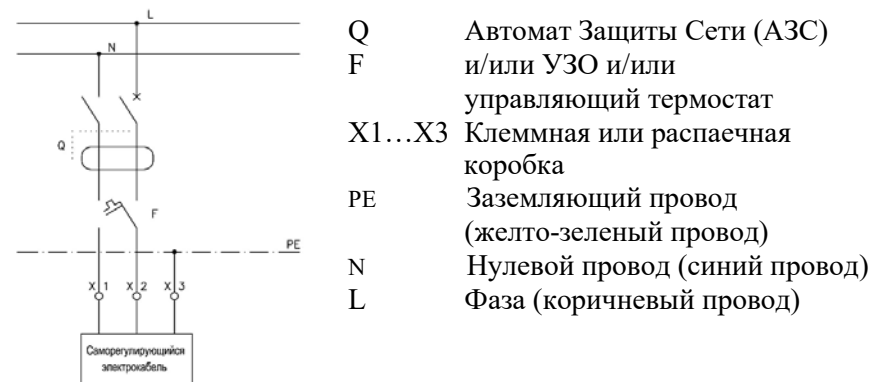 L
N
Q
F
PE
X 1 X 2 X 3
Саморегулирующийся
электрокабель
Q Автомат Защиты Сети (АЗС)
F и/или УЗО и/или
управляющий термостат
X1…X3 Клеммная или распаечная
коробка
PE Заземляющий провод
(желто-зеленый провод)
N Нулевой провод (синий провод)
L Фаза (коричневый провод)